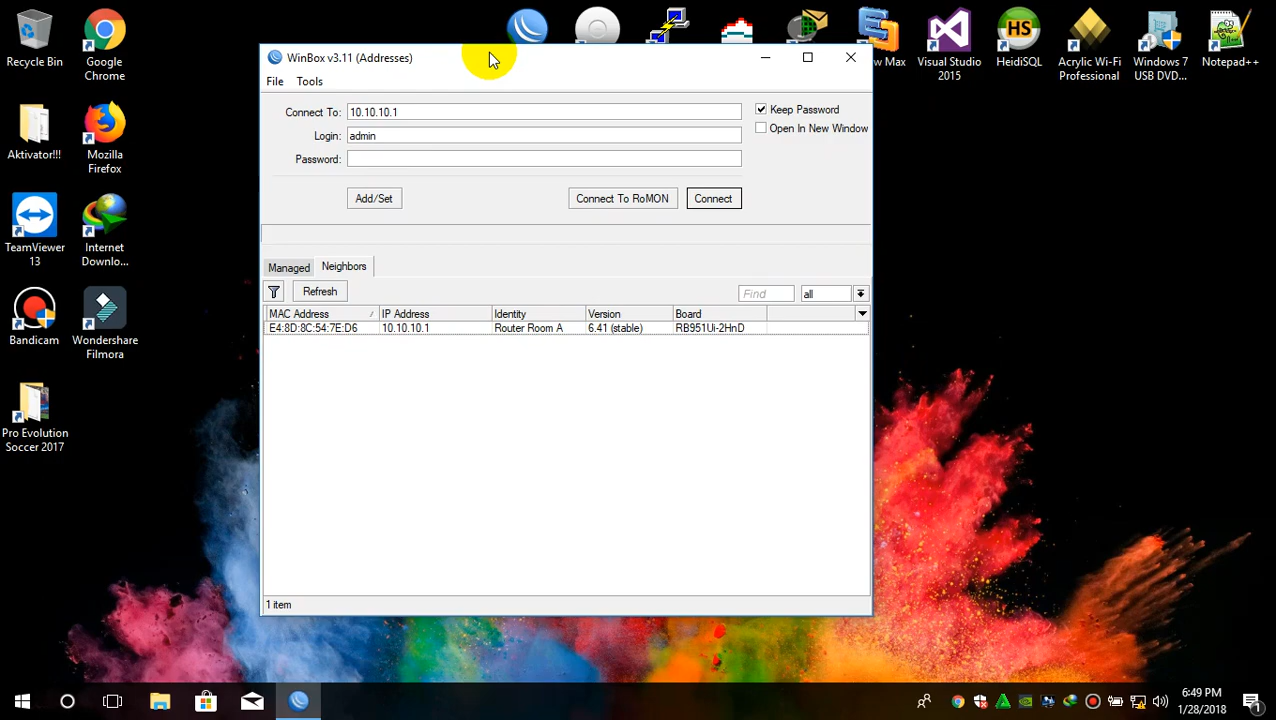 Recycle Bin
Google
Chrome
Aktivator!!!
Mozilla
Firefox
TeamViewer
13
Internet
Downlo...
Bandicam
Wondershare
Filmora
Pro Evolution
Soccer 2017
Max
Visual Studio
2015
HS
HeidiSQL
Acrylic Wi-Fi
Professional
Windows 7
USB DVD...
Notepad++
WinBox v3.11 (Addresses)
File Tools
Connect To: 10.10.10.1
Keep Password
Login: admin
Open In New Window
Password:
Add/Set
Connect To RoMON
Connect
Managed
Neighbors
Refresh
Find
all
MAC Address IP Address Identity Version Board
E4:8D:8C:54:7E:D6 10.10.10.1 Router Room A 6.41 (stable) RB951Ui-2HnD
1 item
6:49 PM
1/28/2018
1